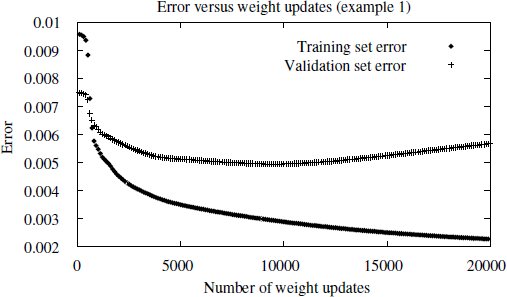 Error versus weight updates (example 1)
0.01
0.009
0.008
0.007
0.006
0.005
0.004
0.003
0.002
Error
Training set error
Validation set error
0 5000 10000 15000 20000
Number of weight updates